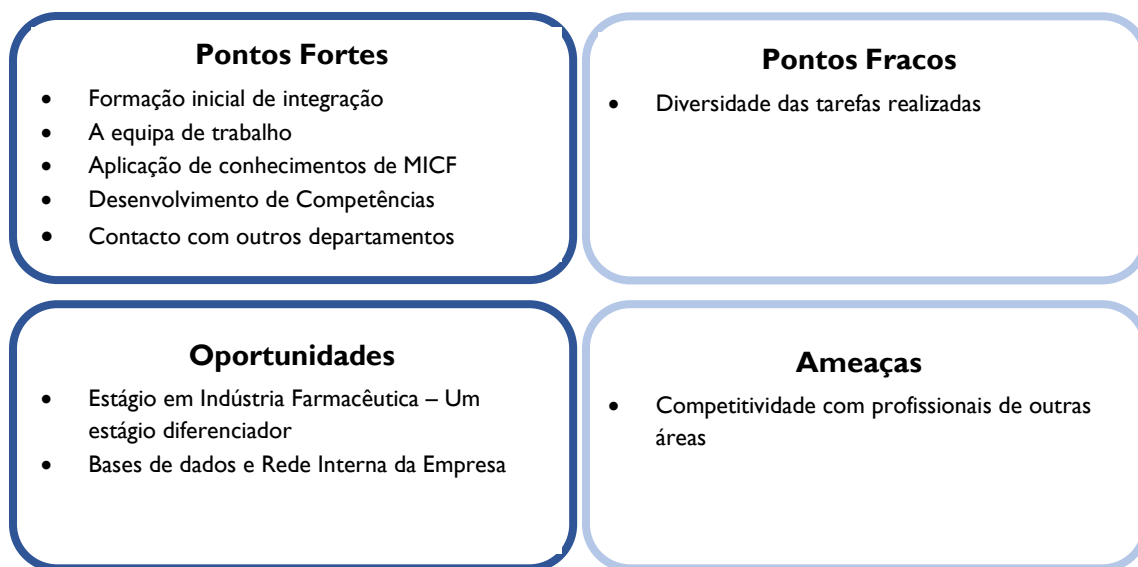 Pontos Fortes
• Formação inicial de integração
• A equipa de trabalho
• Aplicação de conhecimentos de MICF
• Desenvolvimento de Competências
• Contacto com outros departamentos
Pontos Fracos
• Diversidade das tarefas realizadas
Oportunidades
• Estágio em Indústria Farmacêutica – Um
estágio diferenciador
• Bases de dados e Rede Interna da Empresa
Ameaças
• Competitividade com profissionais de outras
áreas